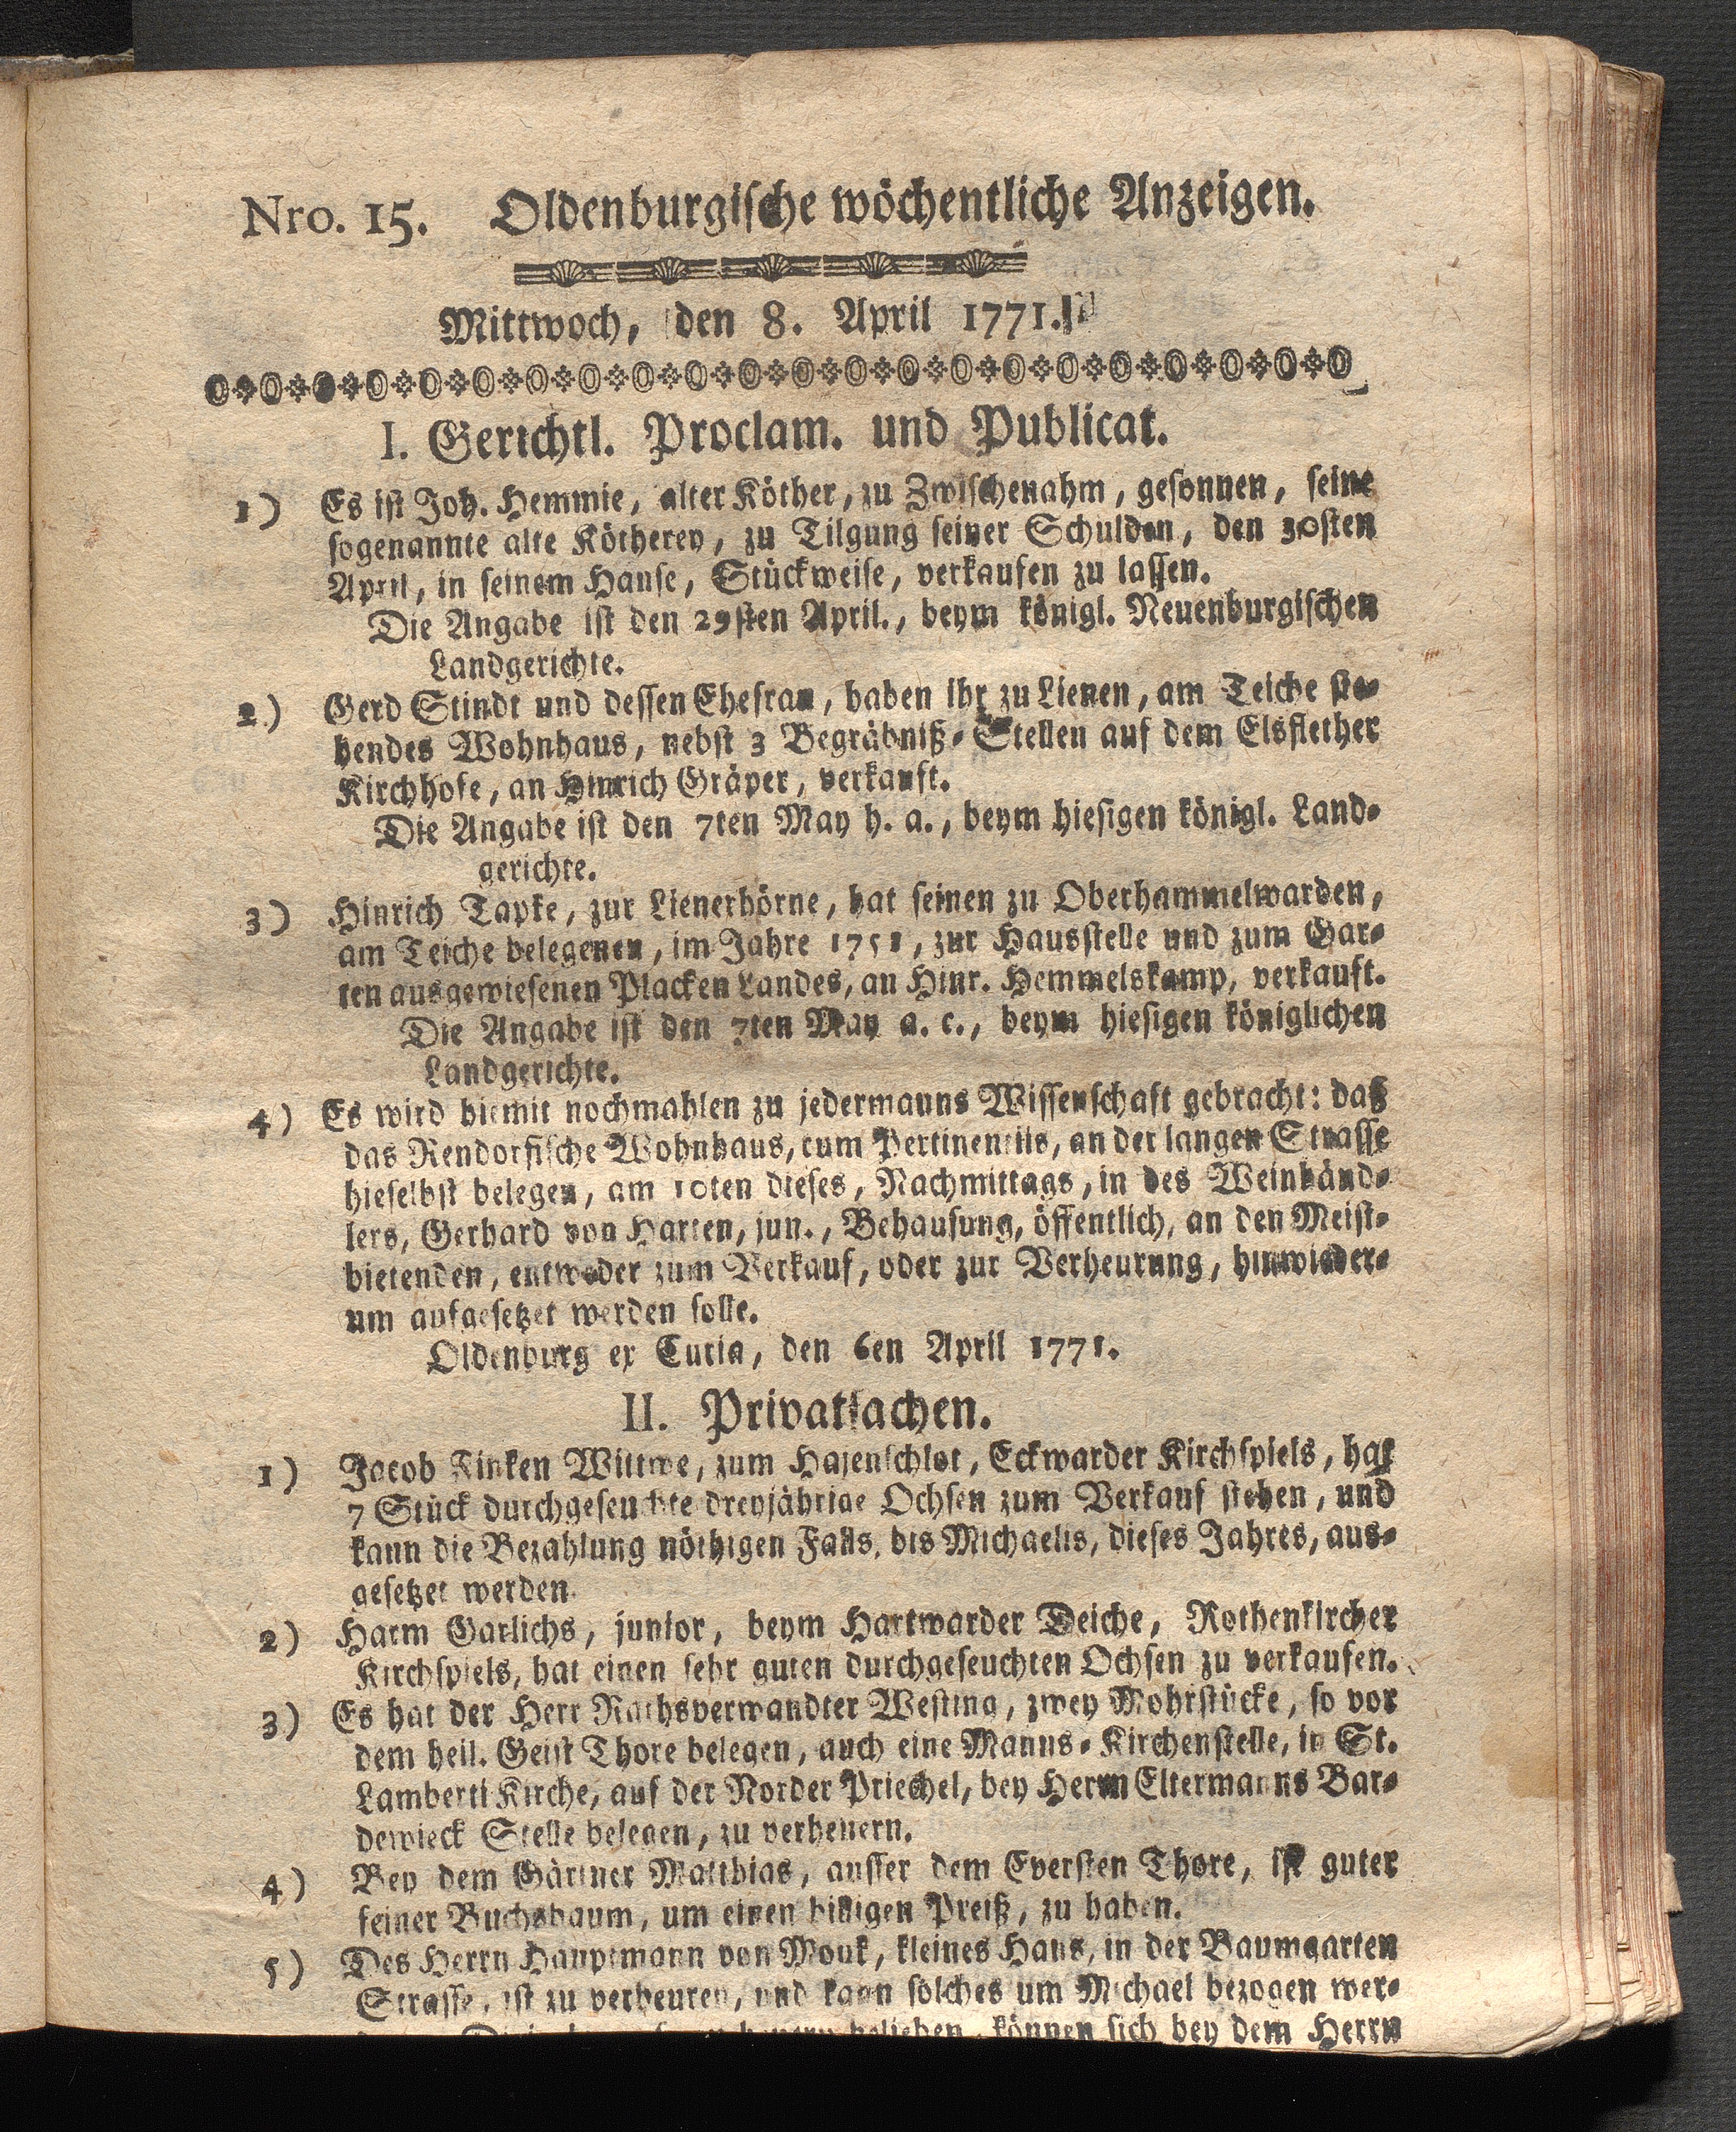 Nro. 15. Oldenburgische wöchentliche Anzeigen.
Mittwoch, den 8. April 1771.
I. Gerichtl. Proclam. und Publicat.
1) Es ist Joh. Hemmie, alter Köther, zu Zwischenahm, gesonnen, seine
sogenannte alte Kötherey, zu Tilgung seiner Schulden, den 30sten
April, in seinem Hause, Stückweise, verkaufen zu lassen.
Die Angabe ist den 29sten April., beym königl. Neuenburgischen
Landgerichte.
2) Gerd Stindt und dessen Ehefrau, haben ihr zu Lienen, am Teiche ste-
hendes Wohnhaus, nebst 3 Begräbniß-Stellen auf dem Elsflether
Kirchhofe, an Hinrich Gräper, verkauft.
Die Angabe ist den 7ten May h. a., beym hiesigen königl. Land-
gerichte.
3) Hinrich Tapke, zur Lienerhörne, hat seinen zu Oberhammelwarden,
am Teiche belegenen, im Jahre 1751, zur Hausstelle und zum Gar-
ten ausgewiesenen Placken Landes, an Hinr. Hemmelskamp, verkauft.
Die Angabe ist den 7ten May a. c., beym hiesigen königlichen
Landgerichte.
4) Es wird hiemit nochmahlen zu jedermanns Wissenschaft gebracht: daß
das Rendorfische Wohnhaus, cum Pertinentiis, an der langen Strasse
hieselbst belegen, am 10ten dieses, Nachmittags, in des Weinhänd-
lers, Gerhard von Harten, jun., Behausung, öffentlich, an den Meist-
bietenden, entweder zum Verkauf, oder zur Verheurung, hinwieder-
um aufgesetzet werden solle.
Oldenburg ex Curia, den 6en April 1771.
II. Privatsachen.
1) Jacob Finken Wittwe, zum Hajenschlot, Eckwarder Kirchspiels, hat
7 Stück durchgeseuchte dreyjährige Ochsen zum Verkauf stehen, und
kann die Bezahlung nöthigen Falls, bis Michaelis, dieses Jahres, aus-
gesetzet werden.
2) Harm Garlichs, junior, beym Hartwarder Deiche, Rothenkircher
Kirchspiels, hat einen sehr guten durchgeseuchten Ochsen zu verkaufen.
3) Es hat der Herr Rathsverwandter Westing, zwey Mohrstücke, so vor
dem heil. Geist Thore belegen, auch eine Manns-Kirchenstelle, in St.
Lamberti Kirche, auf der Norder Priechel, bey Herrn Eltermanns Bar-
dewieck Stelle belegen, zu verheuern.
4) Bey dem Gärtner Matthias, ausser dem Eversten Thore, ist guter
feiner Buchsbaum, um einen billigen Preiß, zu haben.
5) Des Herrn Hauptmann von Mouk, kleines Haus, in der Baumgarten
Strasse, ist zu verheuren, und kann solches um Michael bezogen wer-
belieben, können sich bey dem Herrn